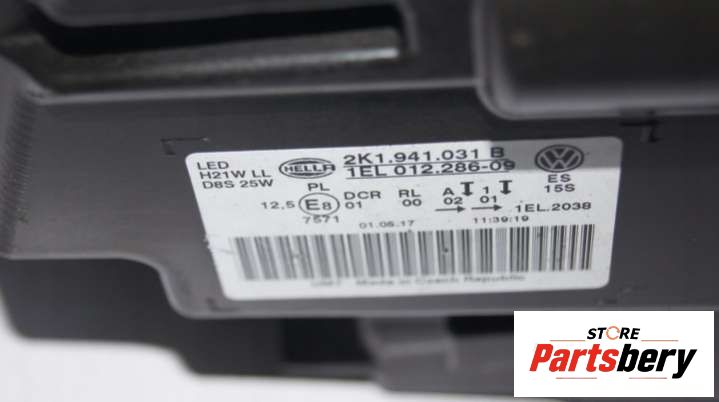 LED
H21W LL
D8S 25W
HELLA
2K1.941.031 B
1EL 012.286-09
PL
DCR RL A 1
ES
12,5 E8 01 00 02 01
15S
7571
1EL.2038
01.06.17 11:39:19
Made in Czech Republic
STORE
Partsbery